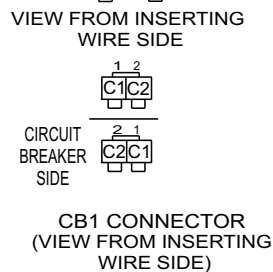 VIEW FROM INSERTING
WIRE SIDE
1 2
C1 C2
CIRCUIT
BREAKER
SIDE
2 1
C2 C1
CB1 CONNECTOR
(VIEW FROM INSERTING
WIRE SIDE)